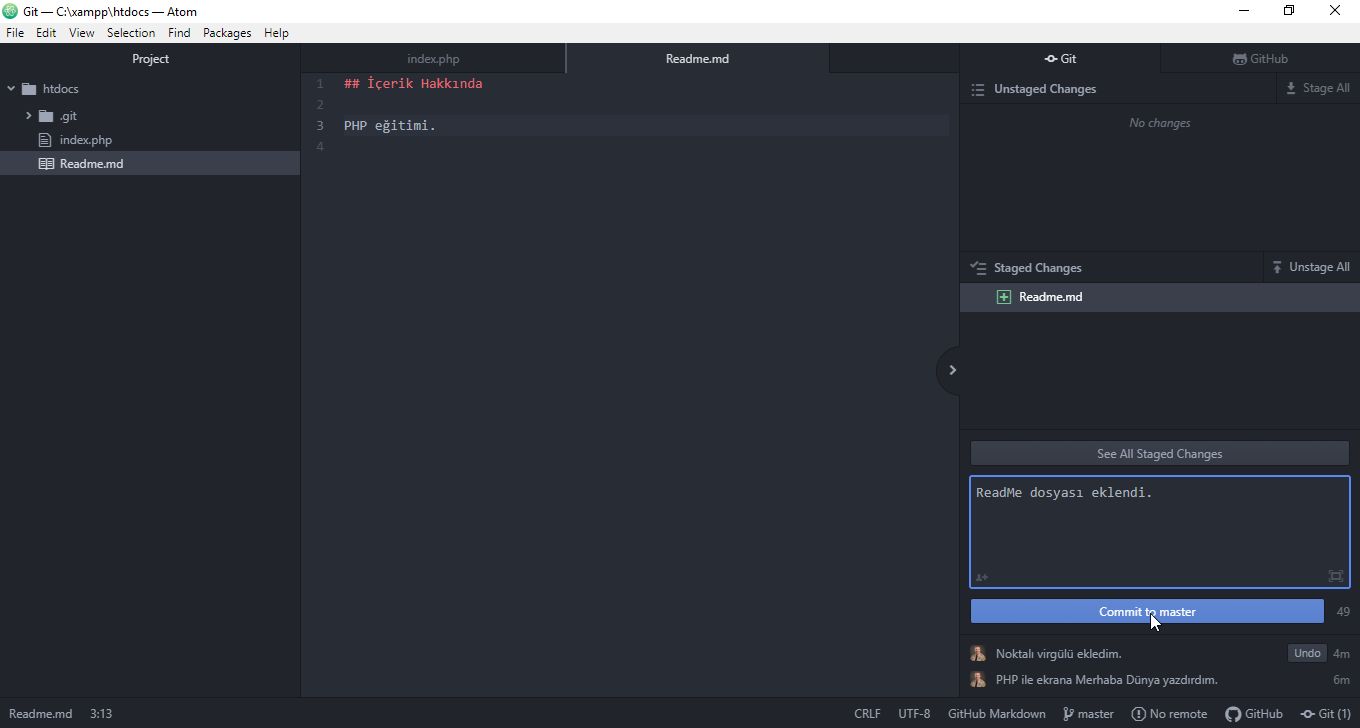 Git — C:\xampp\htdocs — Atom
File Edit View Selection Find Packages Help
Project
htdocs
.git
index.php
Readme.md
index.php Readme.md
1 ## İçerik Hakkında
2
3 PHP eğitimi.
4
Git GitHub
Unstaged Changes Stage All
No changes
Staged Changes Unstage All
Readme.md
See All Staged Changes
ReadMe dosyası eklendi.
Commit to master 49
Noktalı virgülü ekledim. Undo 4m
PHP ile ekrana Merhaba Dünya yazdırdım. 6m
Readme.md 3:13 CRLF UTF-8 GitHub Markdown master No remote GitHub Git (1)